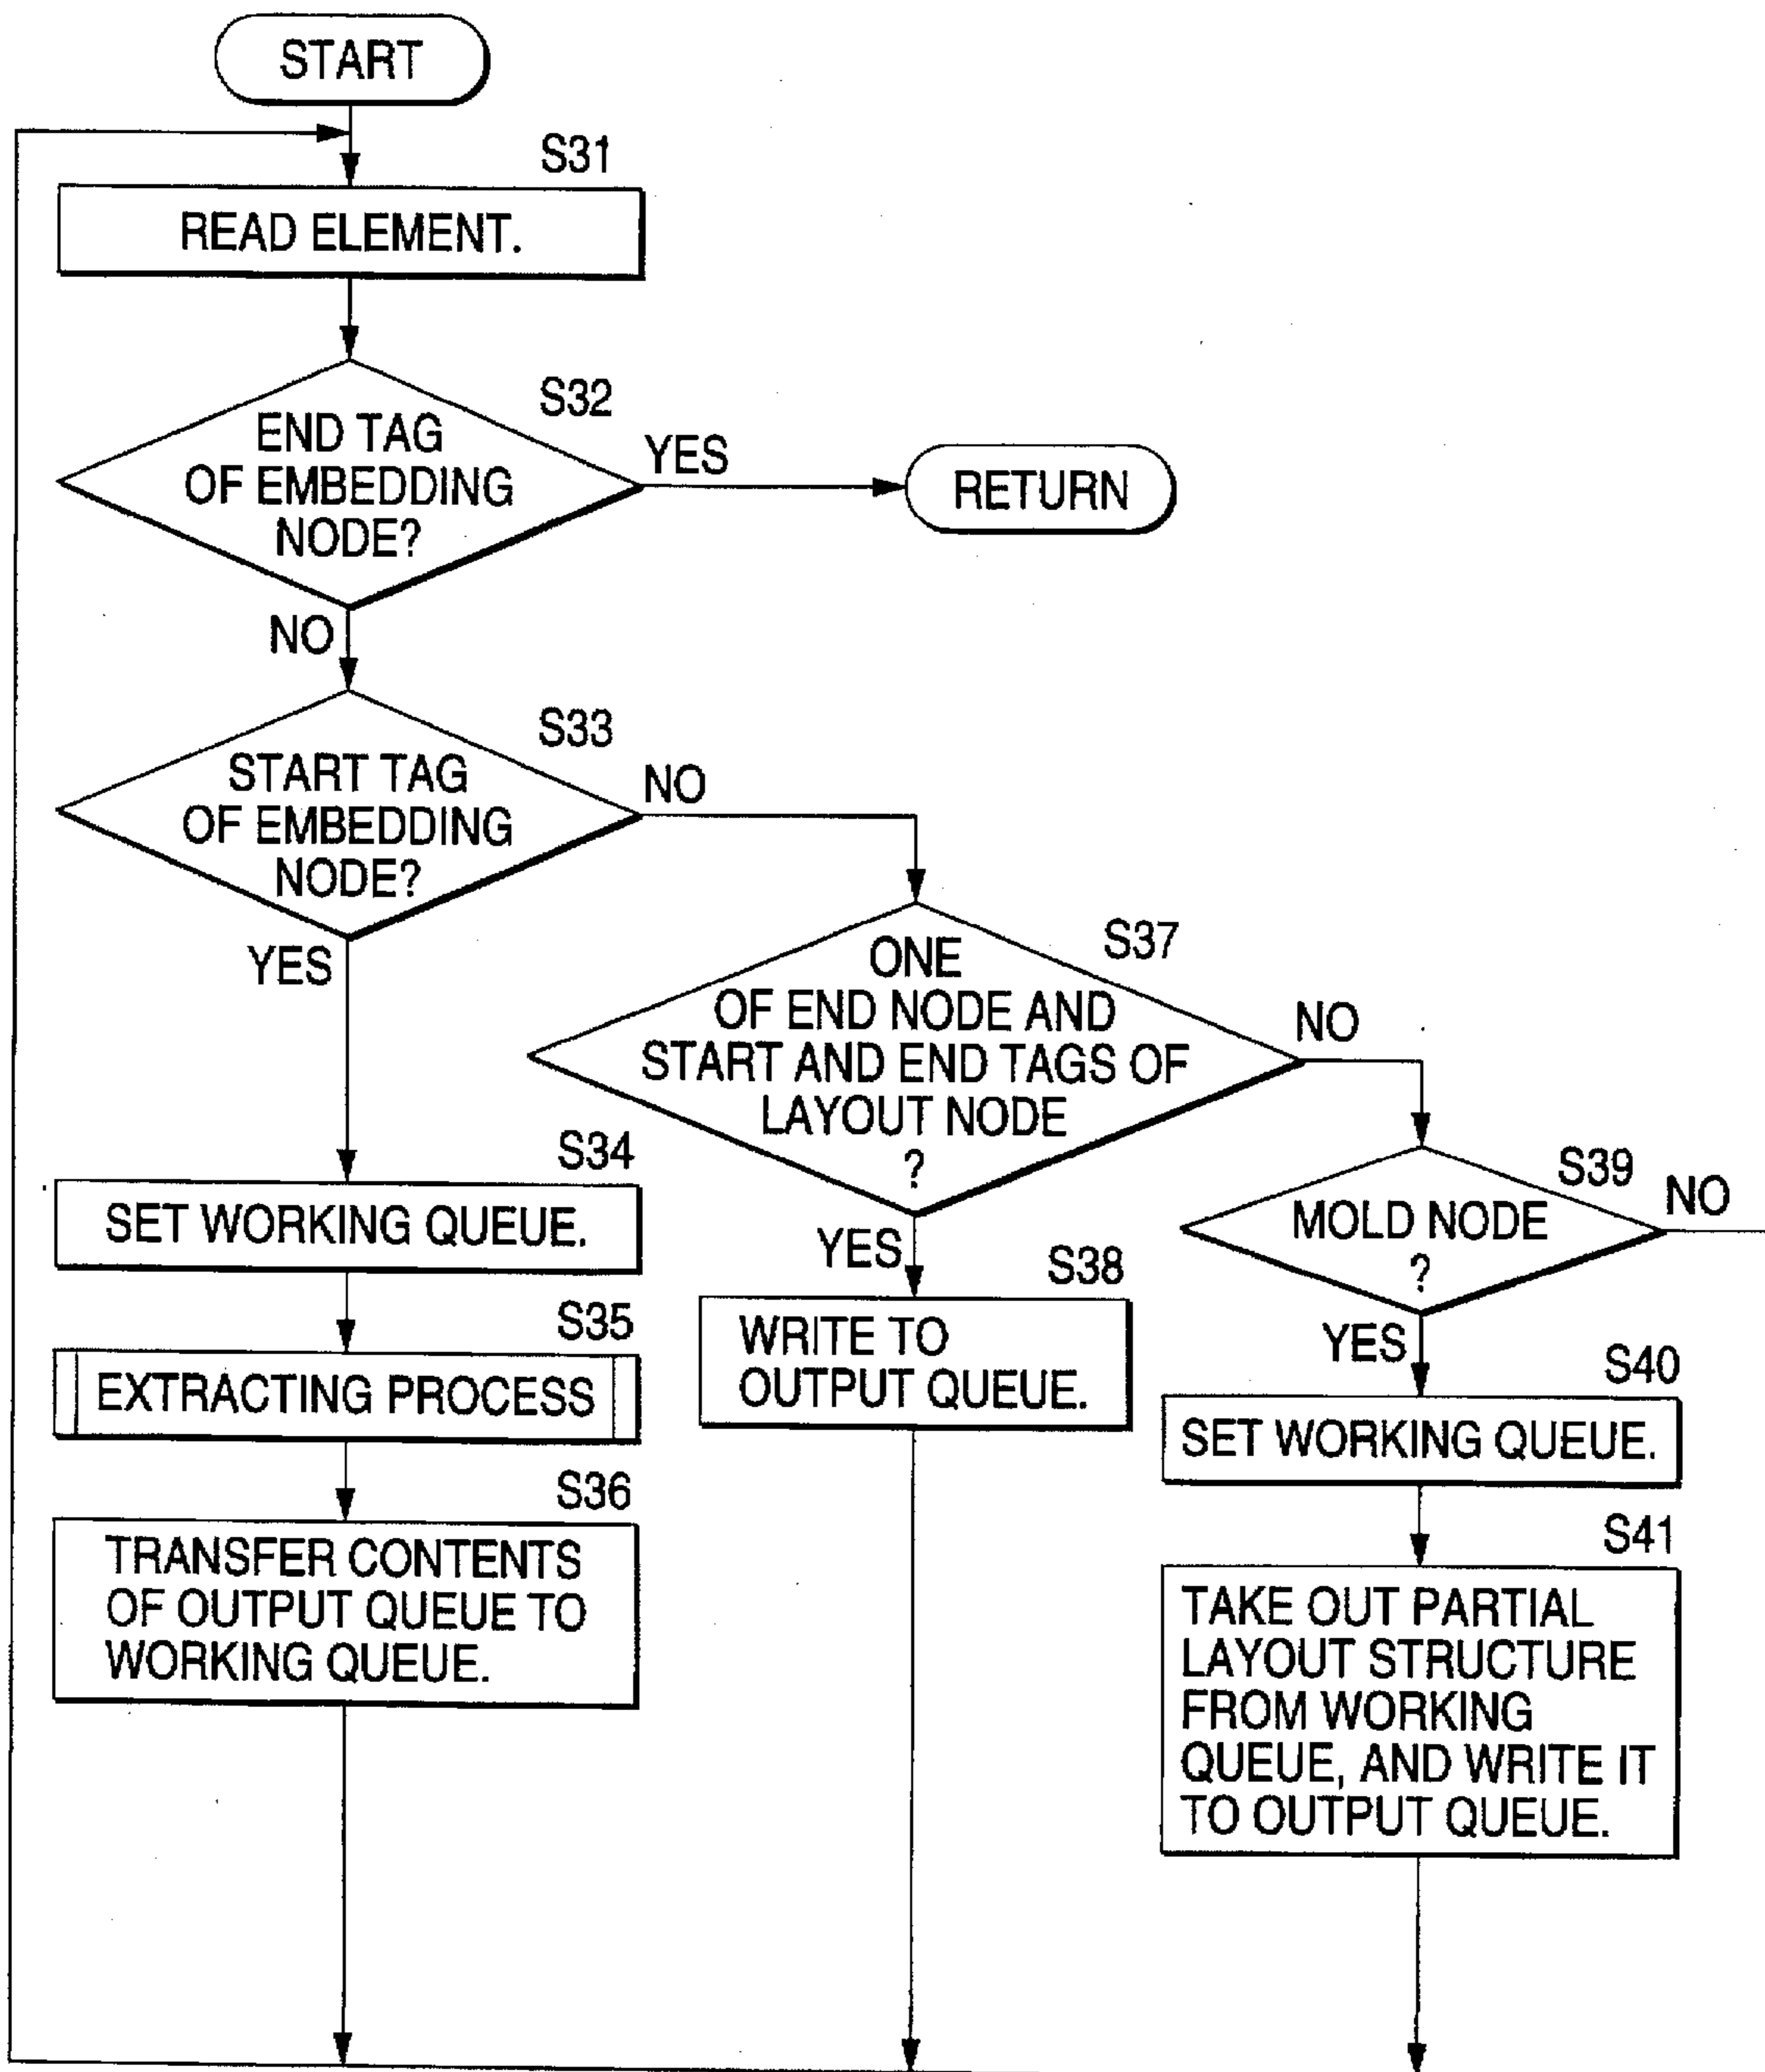 START
S31
READ ELEMENT.
S32
END TAG
OF EMBEDDING
NODE?
YES
RETURN
NO
S33
START TAG
OF EMBEDDING
NODE?
NO
YES
S37
ONE
OF END NODE AND
START AND END TAGS OF
LAYOUT NODE
?
NO
YES
S34
SET WORKING QUEUE.
S35
EXTRACTING PROCESS
S36
TRANSFER CONTENTS
OF OUTPUT QUEUE TO
WORKING QUEUE.
S38
WRITE TO
OUTPUT QUEUE.
S39
MOLD NODE
?
NO
YES
S40
SET WORKING QUEUE.
S41
TAKE OUT PARTIAL
LAYOUT STRUCTURE
FROM WORKING
QUEUE, AND WRITE IT
TO OUTPUT QUEUE.